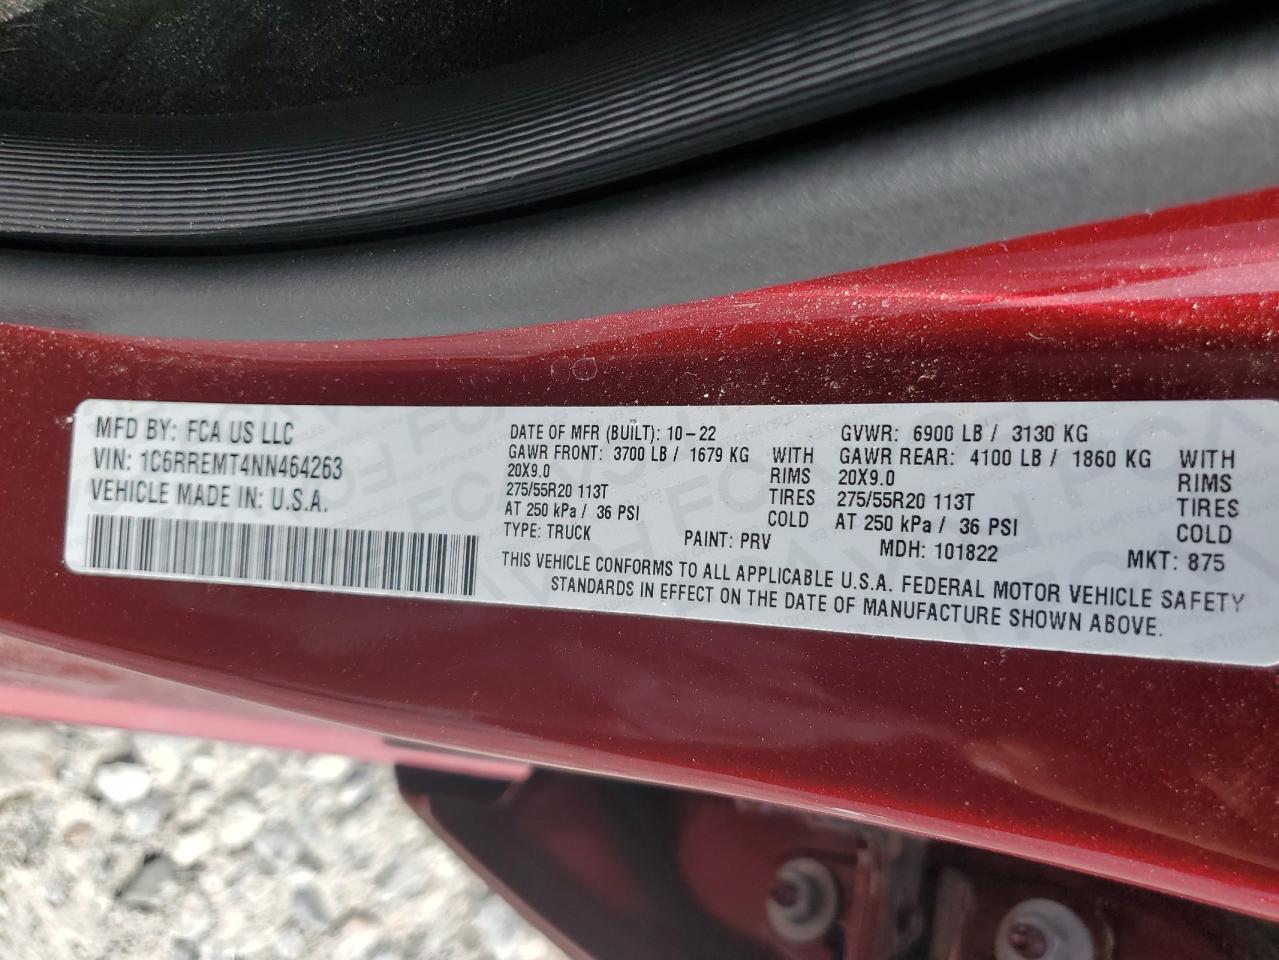 MFD BY: FCA US LLC
VIN: 1C6RREMT4NN464263
VEHICLE MADE IN: U.S.A.
DATE OF MFR (BUILT): 10-22 GVWR: 6900 LB / 3130 KG
GAWR FRONT: 3700 LB / 1679 KG WITH GAWR REAR: 4100 LB / 1860 KG WITH
20X9.0 RIMS 20X9.0 RIMS
275/55R20 113T TIRES 275/55R20 113T TIRES
AT 250 kPa / 36 PSI COLD AT 250 kPa / 36 PSI COLD
TYPE: TRUCK PAINT: PRV MDH: 101822 MKT: 875
THIS VEHICLE CONFORMS TO ALL APPLICABLE U.S.A. FEDERAL MOTOR VEHICLE SAFETY
STANDARDS IN EFFECT ON THE DATE OF MANUFACTURE SHOWN ABOVE.